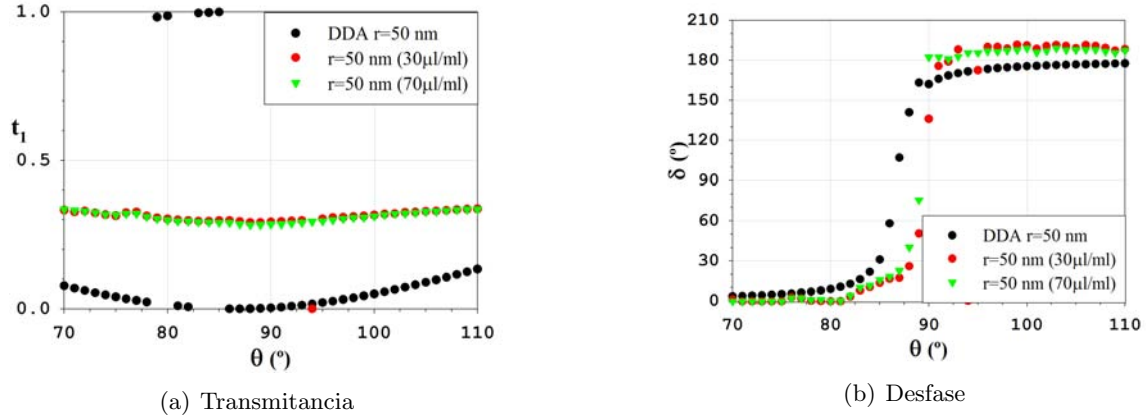 1.0
0.5
0.0
t1
DDA r=50 nm
r=50 nm (30μl/ml)
r=50 nm (70μl/ml)
70 80 90 100 110
θ (º)
(a) Transmitancia
210
180
150
120
90
60
30
0
δ (º)
DDA r=50 nm
r=50 nm (30μl/ml)
r=50 nm (70μl/ml)
70 80 90 100 110
θ (º)
(b) Desfase